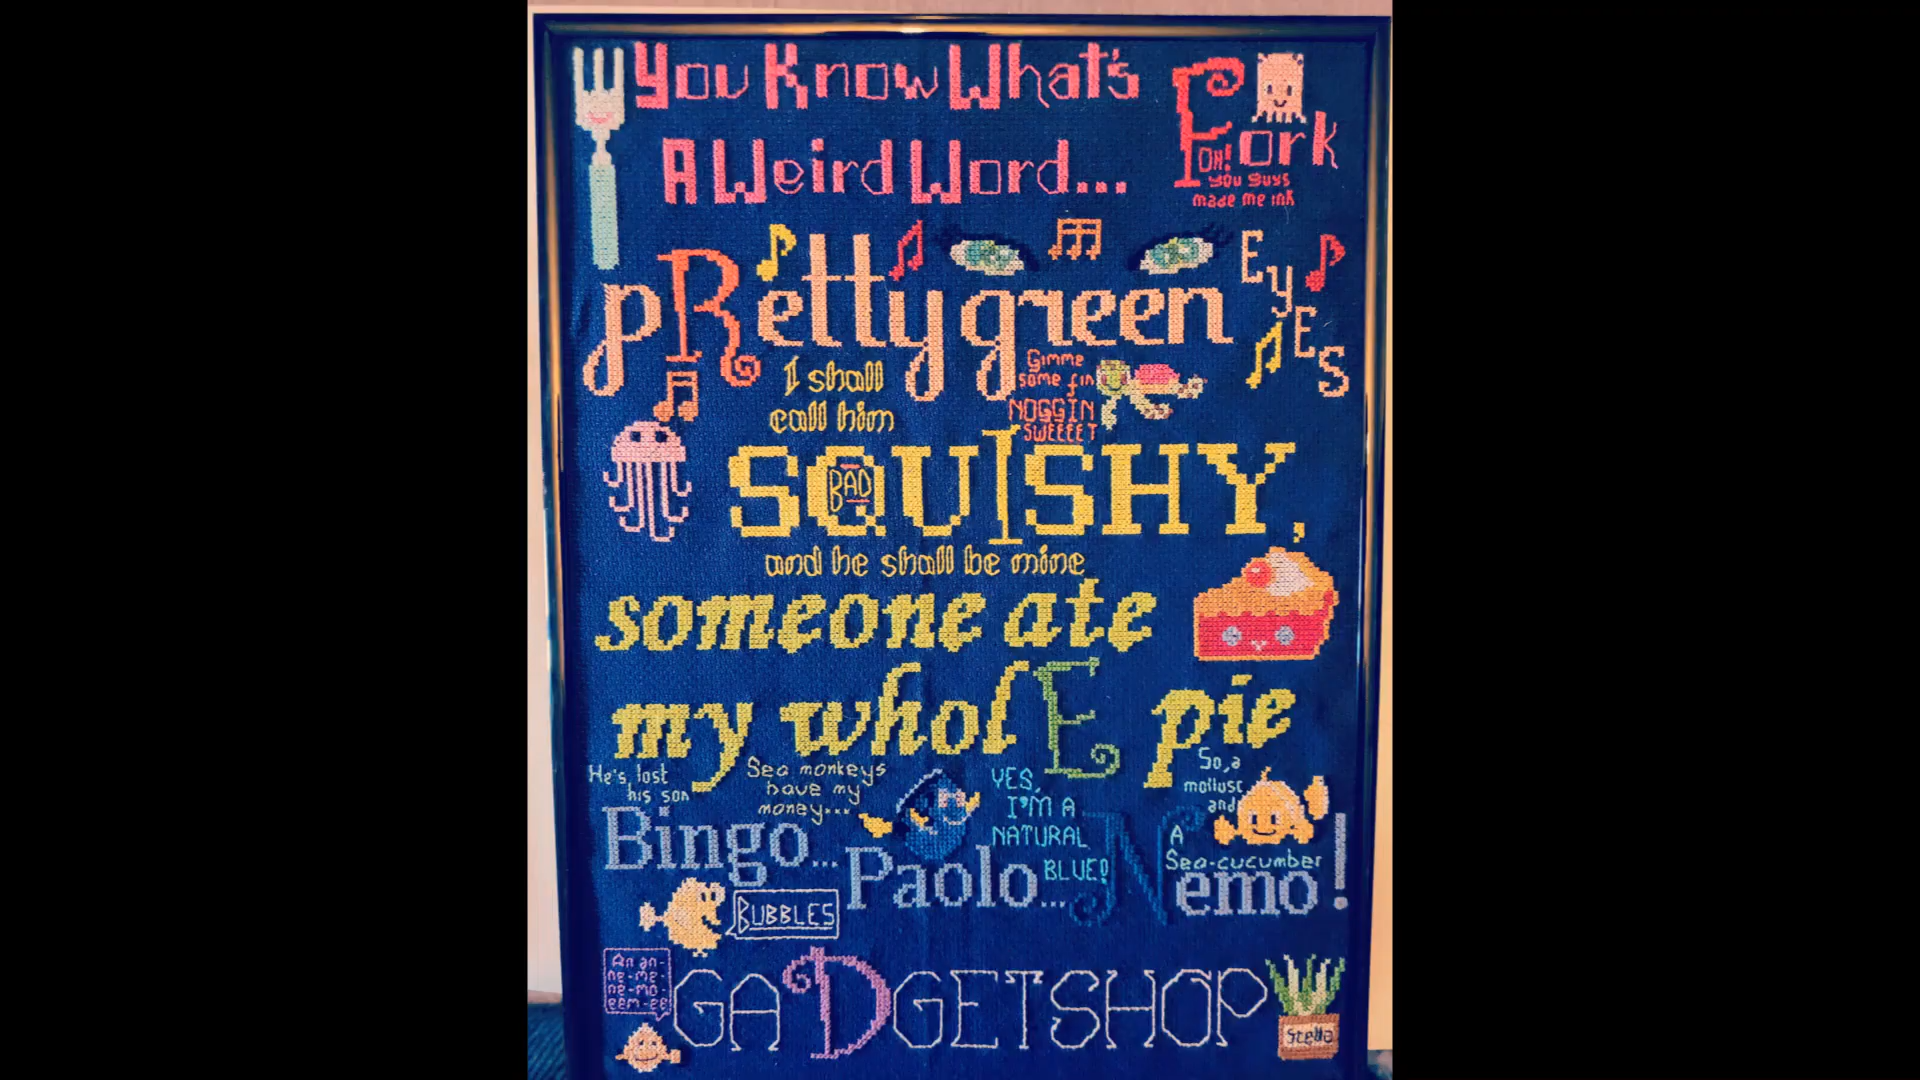 You Know What's
A Weird Word...
Fork
OH!
you guys
made me ink
pRetty green
EyEs
I shall
call him
Gimme
some fin
NOGGIN
SWEEEET
SQUISHY,
BAD
and he shall be mine
someone ate
my wholE pie
He's lost
his son
Sea monkeys
have my
money...
YES,
I'M A
NATURAL
BLUE!
So, a
mollusc
and
A
Sea-cucumber
Bingo...
Paolo...
Nemo!
BUBBLES
An an-
ne-me-
ne-mo-
eem-ee
GADGETSHOP
Stella